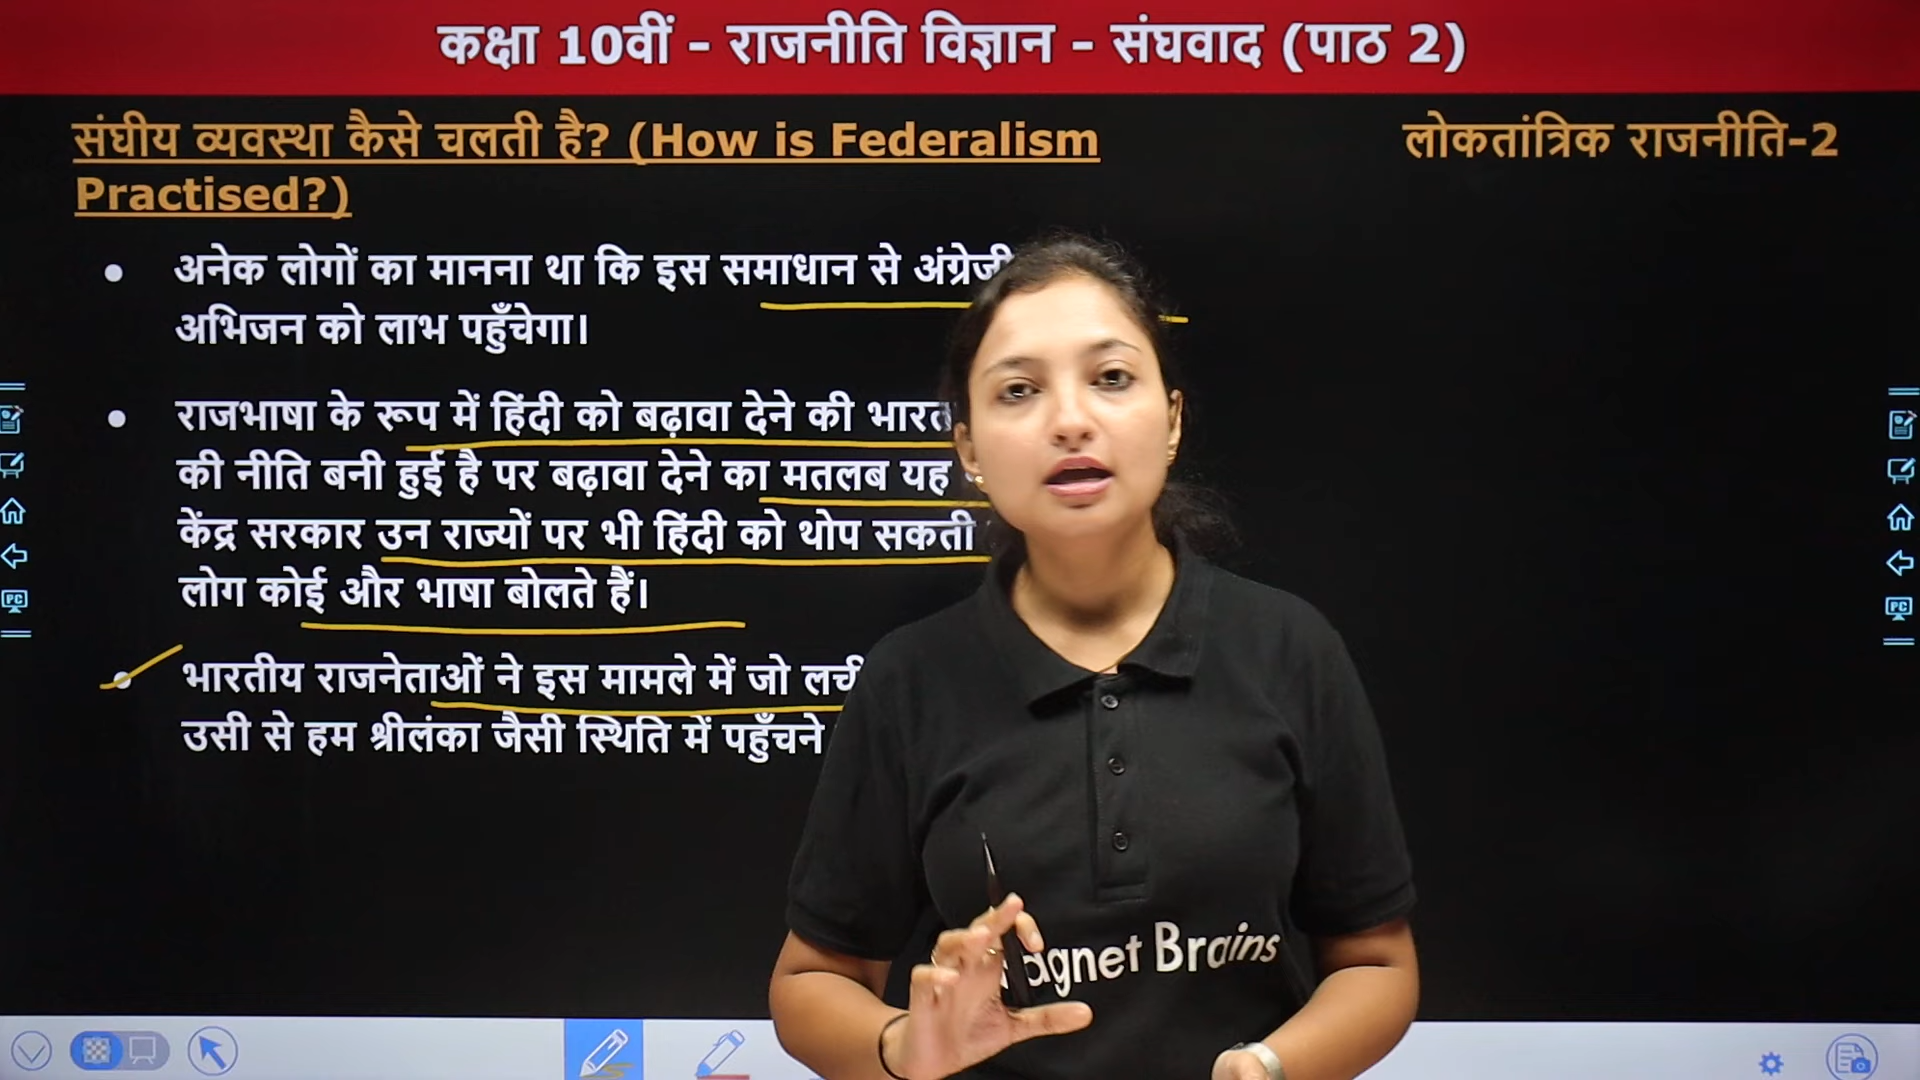 कक्षा 10वीं - राजनीति विज्ञान - संघवाद (पाठ 2)
संघीय व्यवस्था कैसे चलती है? (How is Federalism
Practised?)
लोकतांत्रिक राजनीति-2
अनेक लोगों का मानना था कि इस समाधान से अंग्रेजी
अभिजन को लाभ पहुँचेगा।
राजभाषा के रूप में हिंदी को बढ़ावा देने की
की नीति बनी हुई है पर बढ़ावा देने का मतलब यह
केंद्र सरकार उन राज्यों पर भी हिंदी को थोप सकती
लोग कोई और भाषा बोलते हैं।
भारतीय राजनेताओं ने इस मामले में जो
उसी से हम श्रीलंका जैसी स्थिति में पहुँचने
Brains
PC
PC